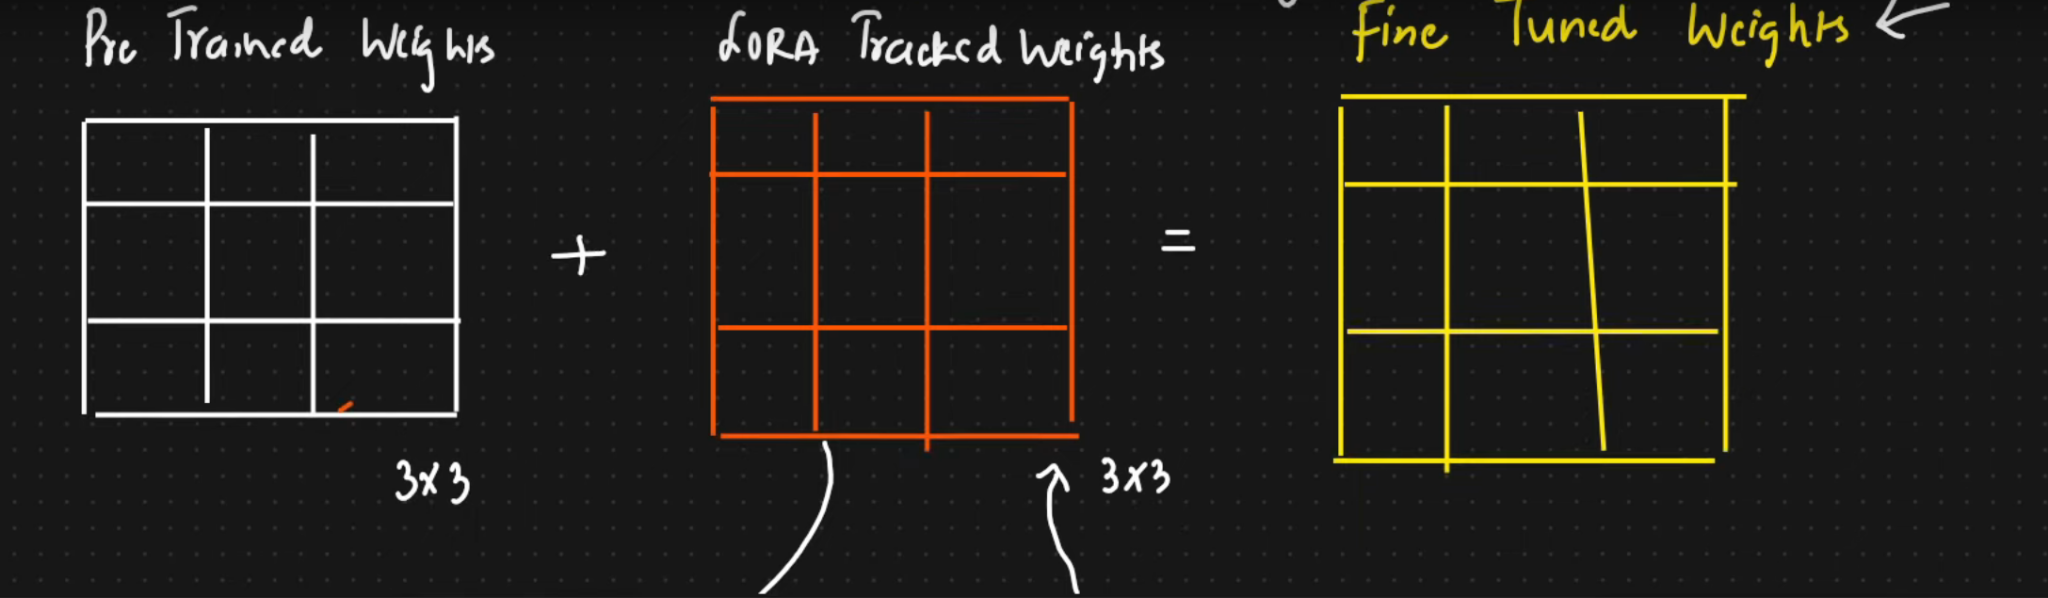 Pre Trained Weights
LORA Tracked Weights
Fine Tuned Weights
+
=
3x3
3x3